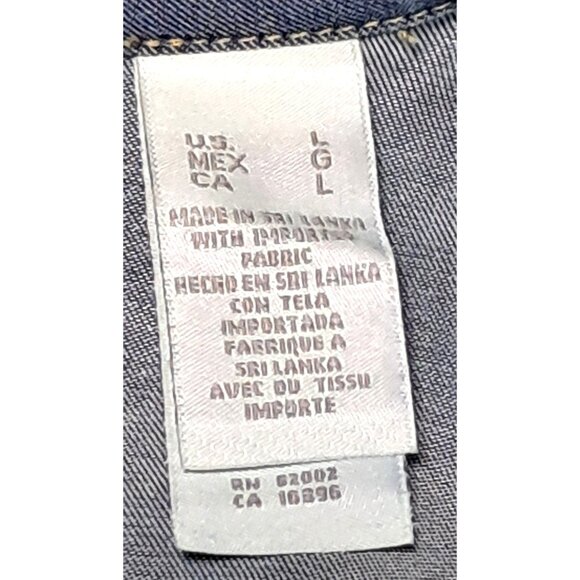 U.S. L
MEX G
CA L
MADE IN SRI LANKA
WITH IMPORTED
FABRIC
HECHO EN SRI LANKA
CON TELA
IMPORTADA
FABRIQUE A
SRI LANKA
AVEC DU TISSU
IMPORTE
RN 62002
CA 16896